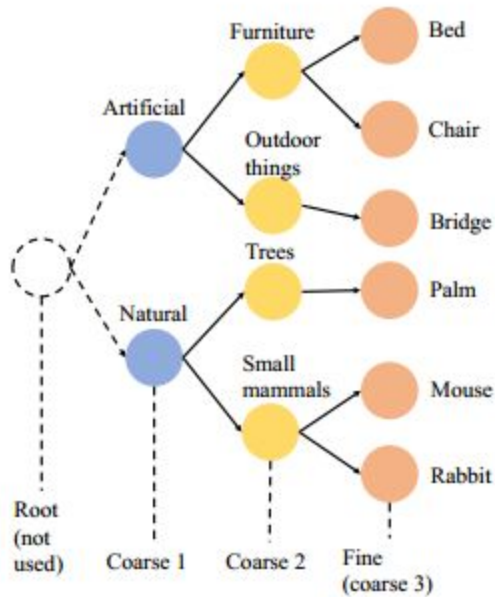 Furniture
Bed
Artificial
Chair
Outdoor
things
Bridge
Trees
Palm
Natural
Small
mammals
Mouse
Rabbit
Root
(not
used)
Coarse 1
Coarse 2
Fine
(coarse 3)